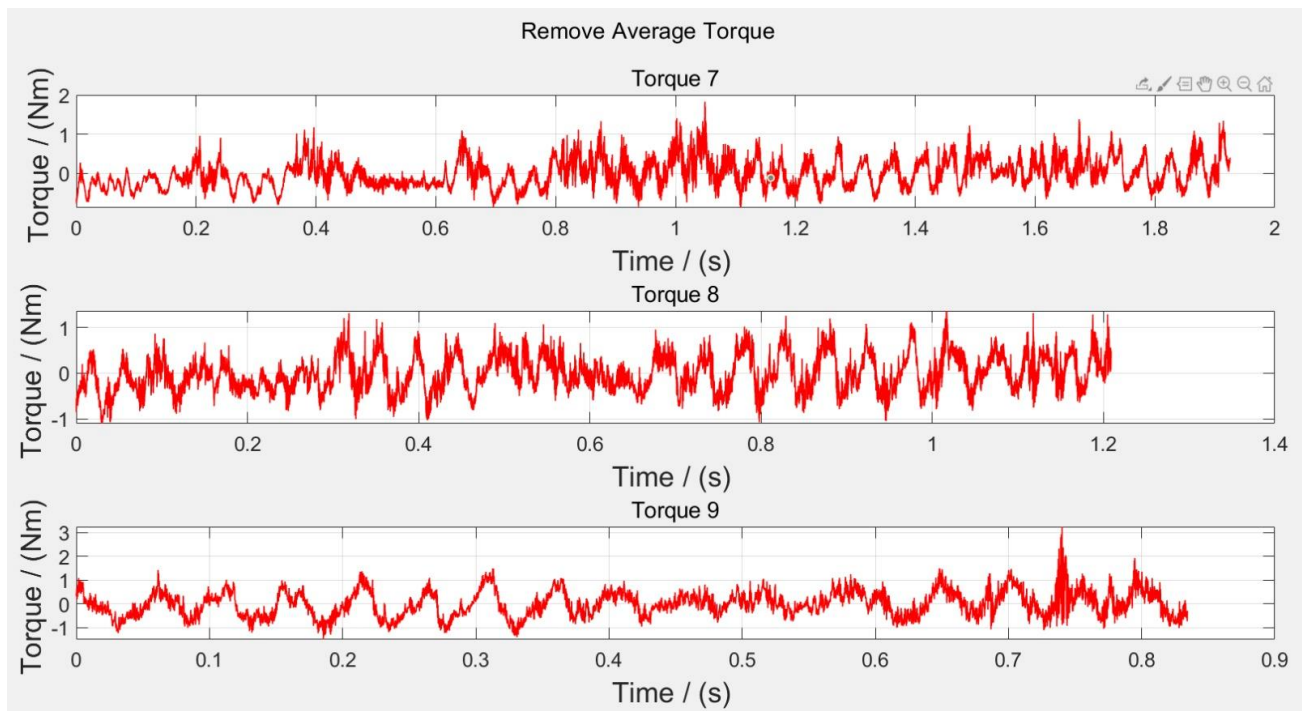 Remove Average Torque
Torque 7
Torque / (Nm)
2
1
0
0 0.2 0.4 0.6 0.8 1 1.2 1.4 1.6 1.8 2
Time / (s)
Torque 8
Torque / (Nm)
1
0
-1
0 0.2 0.4 0.6 0.8 1 1.2 1.4
Time / (s)
Torque 9
Torque / (Nm)
3
2
1
0
-1
0 0.1 0.2 0.3 0.4 0.5 0.6 0.7 0.8 0.9
Time / (s)